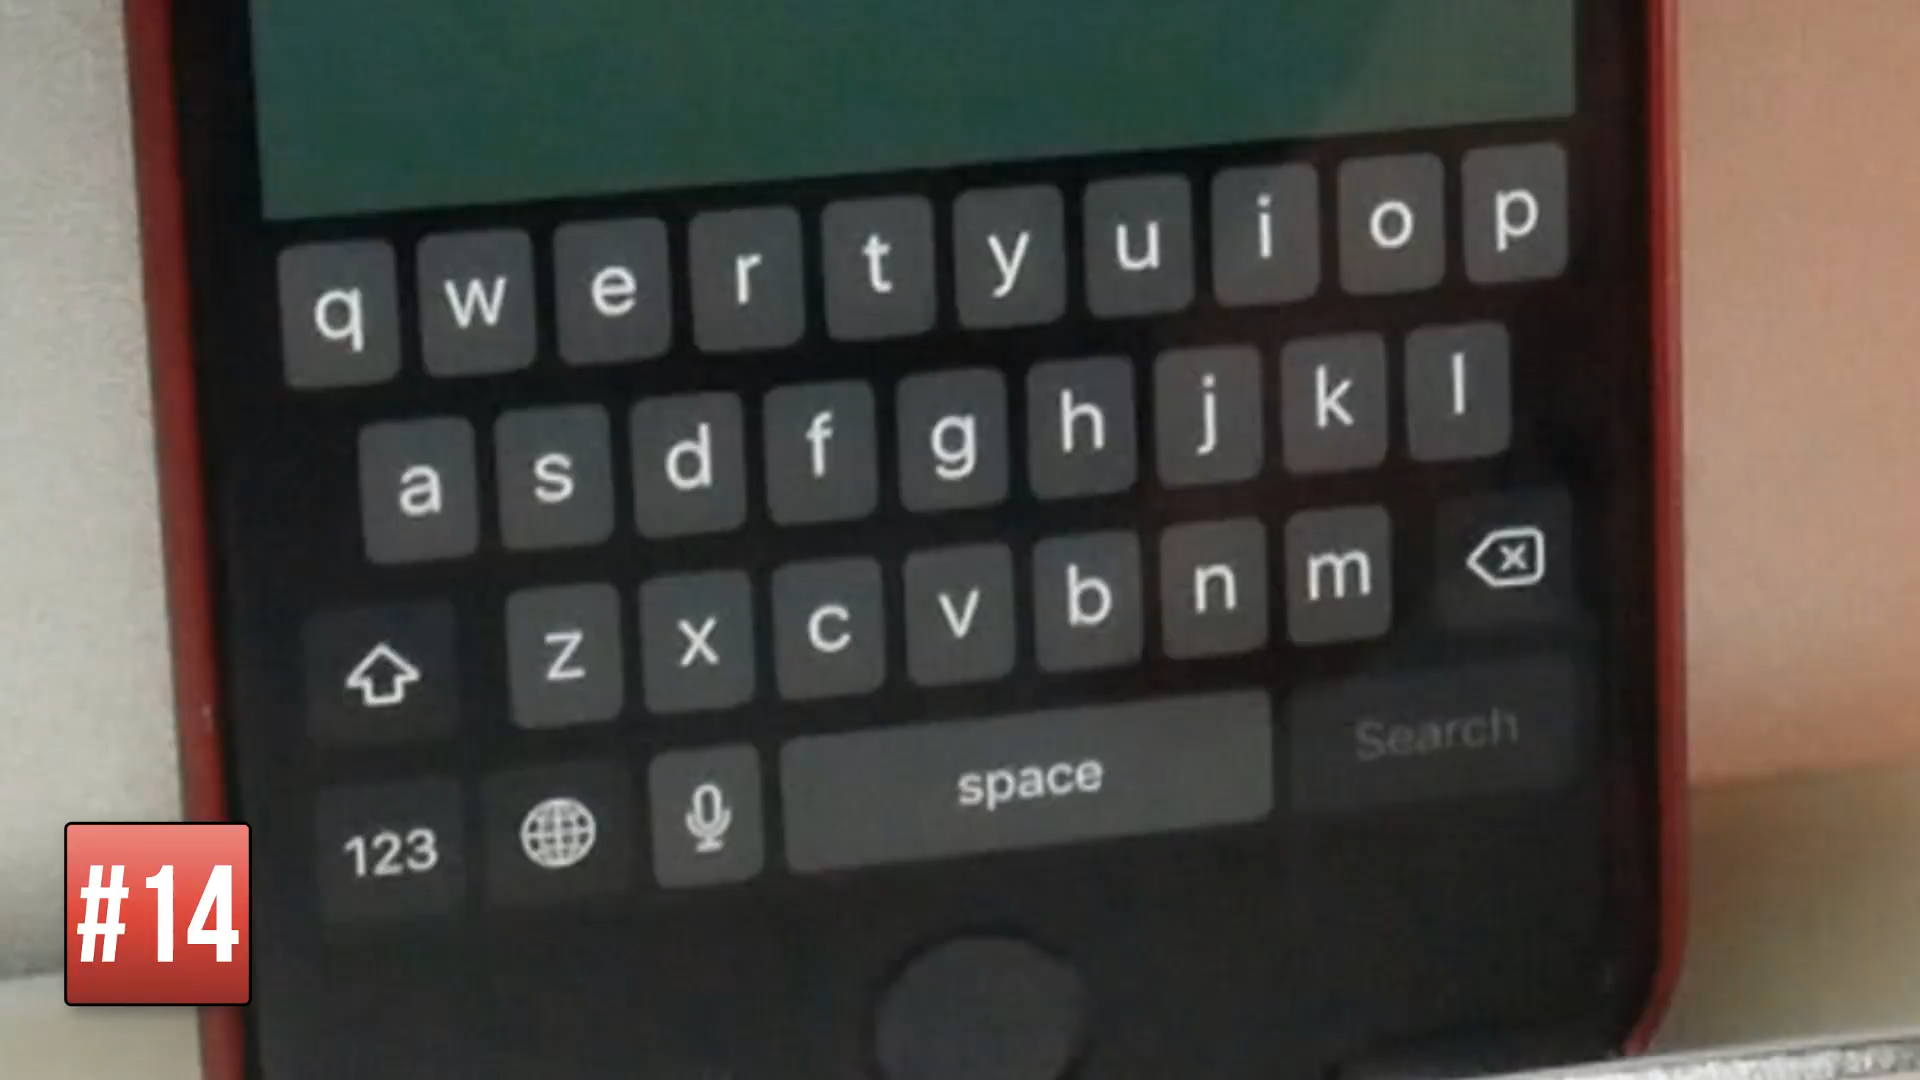 q w e r t y u i o p
a s d f g h j k l
z x c v b n m
123 space Search
#14